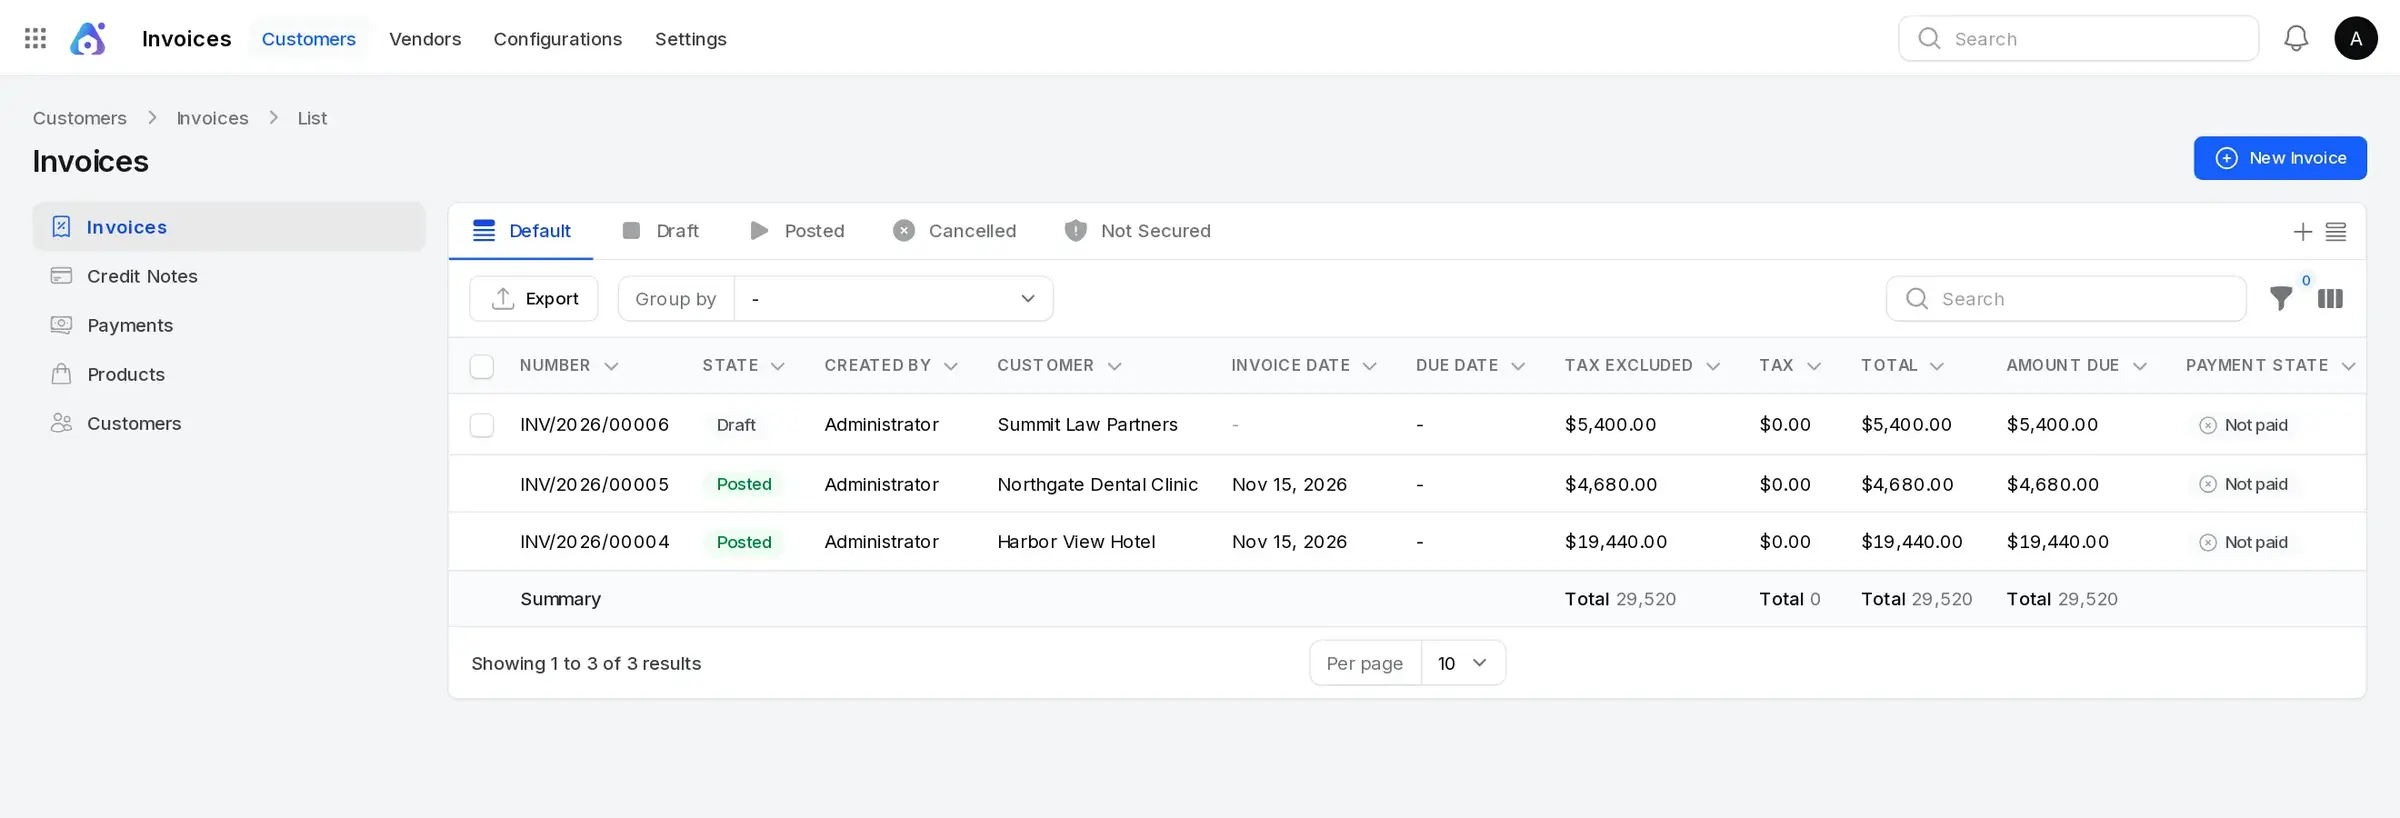 Invoices Customers Vendors Configurations Settings Search A
Customers Invoices List
Invoices
New Invoice
Invoices
Credit Notes
Payments
Products
Customers
Default Draft Posted Cancelled Not Secured
Export Group by - Search 0
NUMBER STATE CREATED BY CUSTOMER INVOICE DATE DUE DATE TAX EXCLUDED TAX TOTAL AMOUNT DUE PAYMENT STATE
INV/2026/00006 Draft Administrator Summit Law Partners - - $5,400.00 $0.00 $5,400.00 $5,400.00 Not paid
INV/2026/00005 Posted Administrator Northgate Dental Clinic Nov 15, 2026 - $4,680.00 $0.00 $4,680.00 $4,680.00 Not paid
INV/2026/00004 Posted Administrator Harbor View Hotel Nov 15, 2026 - $19,440.00 $0.00 $19,440.00 $19,440.00 Not paid
Summary Total 29,520 Total 0 Total 29,520 Total 29,520
Showing 1 to 3 of 3 results Per page 10